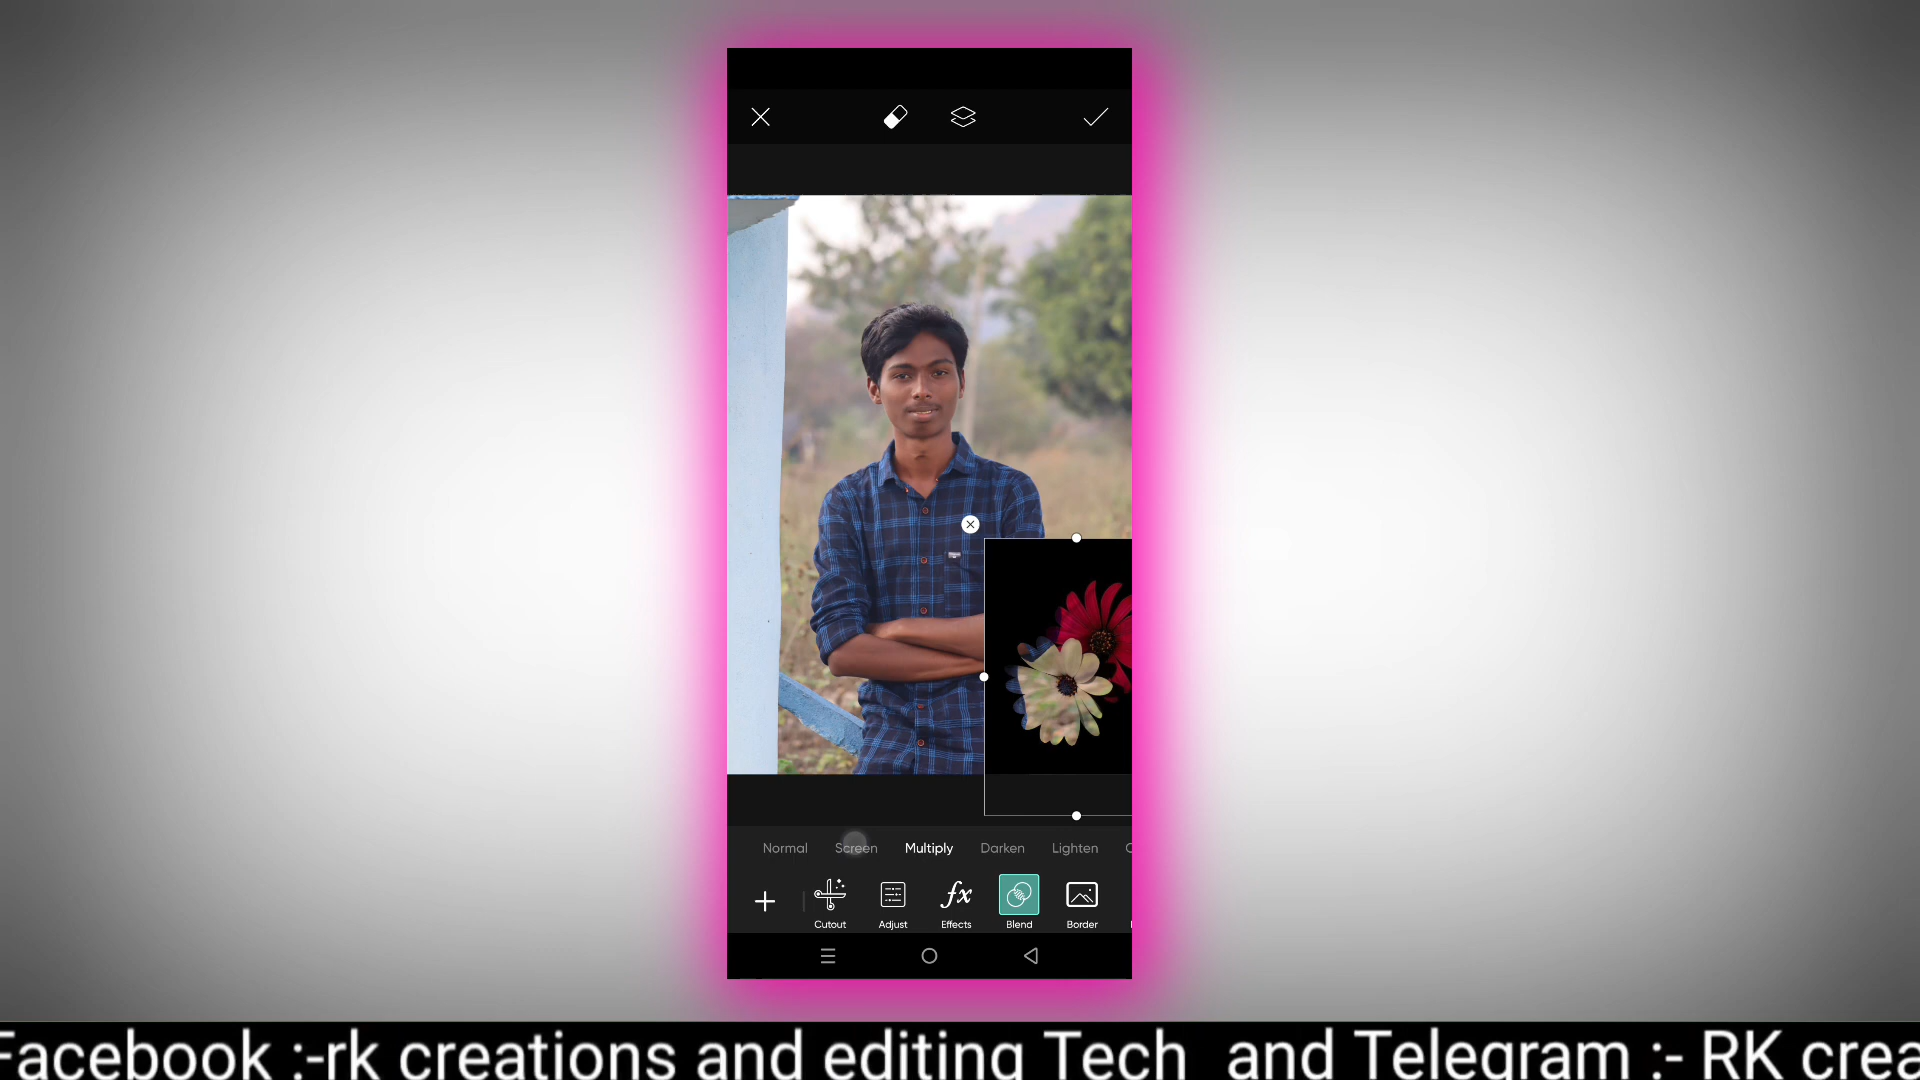 Normal Screen Multiply Darken Lighten
Cutout Adjust Effects Blend Border
Facebook :-rk creations and editing Tech and Telegram :- RK crea